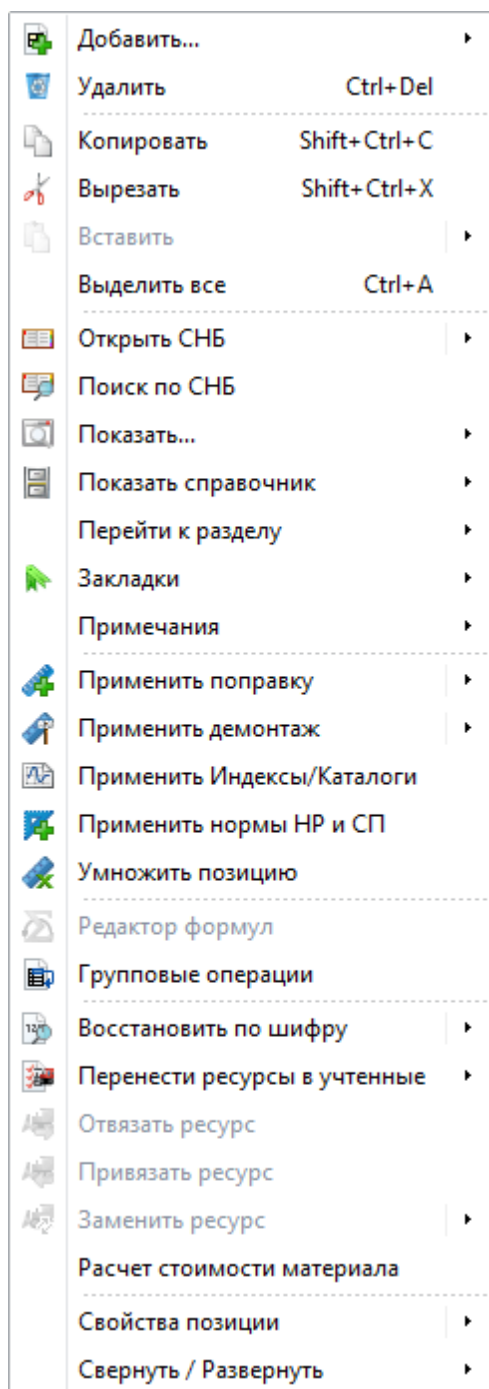 Добавить...
Удалить Ctrl+Del
Копировать Shift+Ctrl+C
Вырезать Shift+Ctrl+X
Вставить
Выделить все Ctrl+A
Открыть СНБ
Поиск по СНБ
Показать...
Показать справочник
Перейти к разделу
Закладки
Примечания
Применить поправку
Применить демонтаж
Применить Индексы/Каталоги
Применить нормы НР и СП
Умножить позицию
Редактор формул
Групповые операции
Восстановить по шифру
Перенести ресурсы в учтенные
Отвязать ресурс
Привязать ресурс
Заменить ресурс
Расчет стоимости материала
Свойства позиции
Свернуть / Развернуть